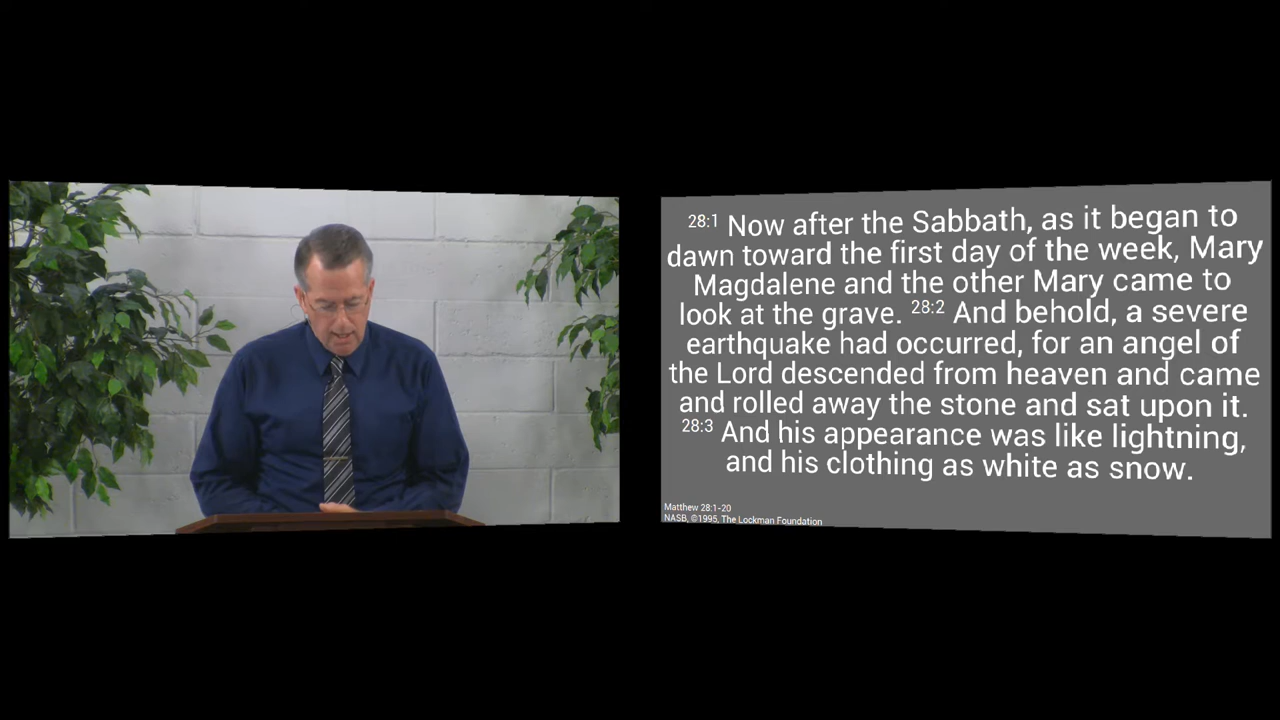 28:1 Now after the Sabbath, as it began to
dawn toward the first day of the week, Mary
Magdalene and the other Mary came to
look at the grave. 28:2 And behold, a severe
earthquake had occurred, for an angel of
the Lord descended from heaven and came
and rolled away the stone and sat upon it.
28:3 And his appearance was like lightning,
and his clothing as white as snow.
Matthew 28:1-20
NASB, ©1995, The Lockman Foundation